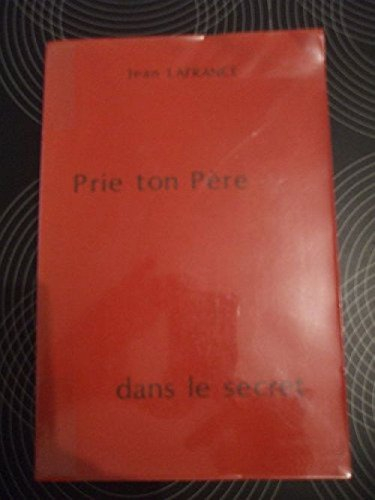 Jean LAFRANCE
Prie ton Père
dans le secret